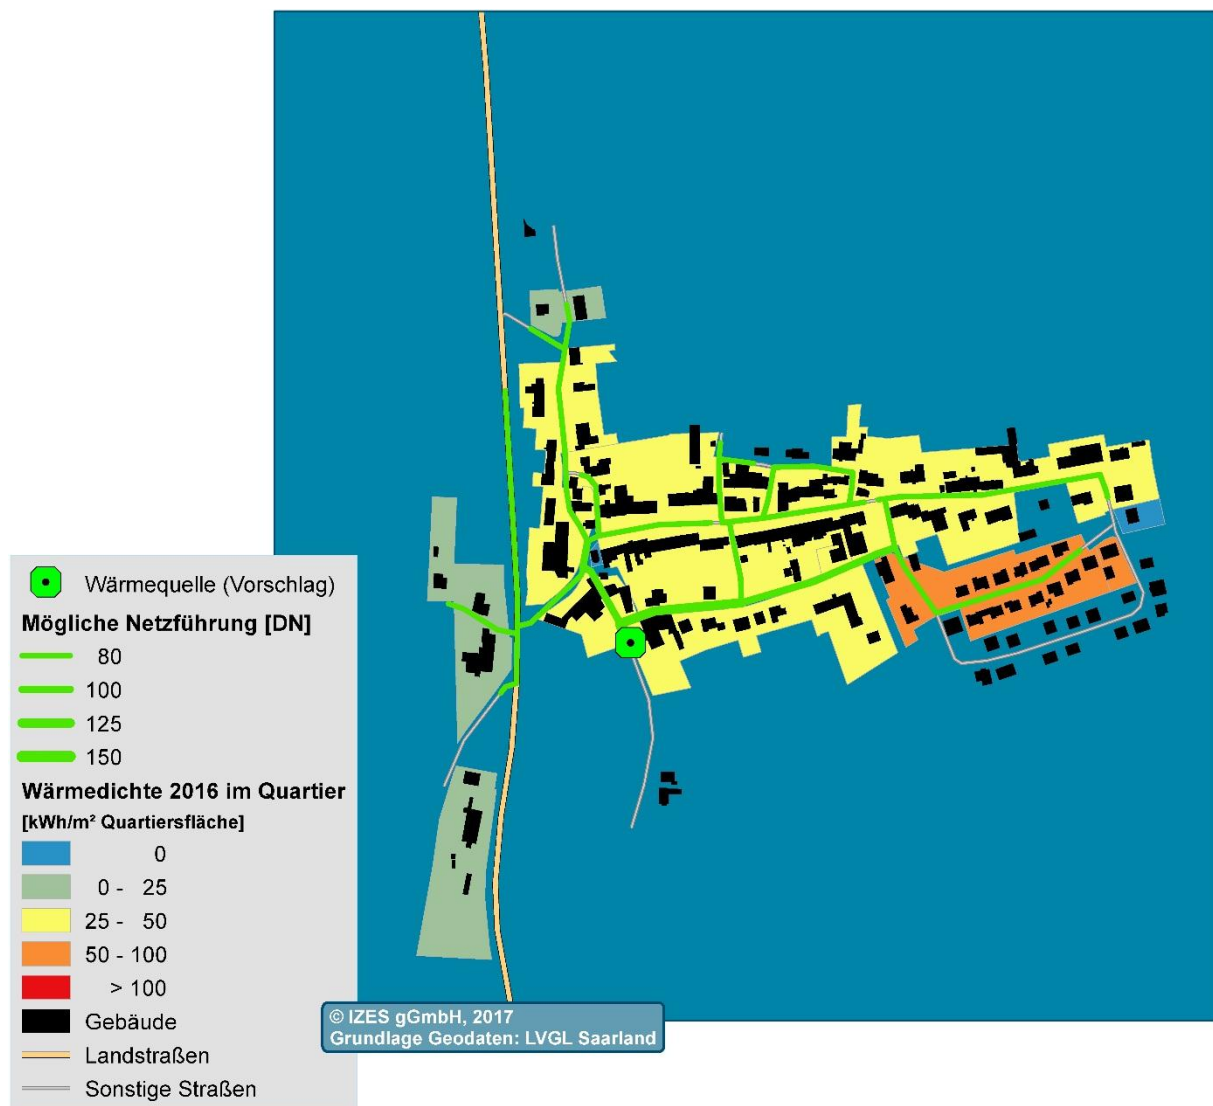 Wärmequelle (Vorschlag)
Mögliche Netzführung [DN]
80
100
125
150
Wärmedichte 2016 im Quartier
[kWh/m² Quartiersfläche]
0
0 - 25
25 - 50
50 - 100
> 100
Gebäude
Landstraßen
Sonstige Straßen
© IZES gGmbH, 2017
Grundlage Geodaten: LVGL Saarland